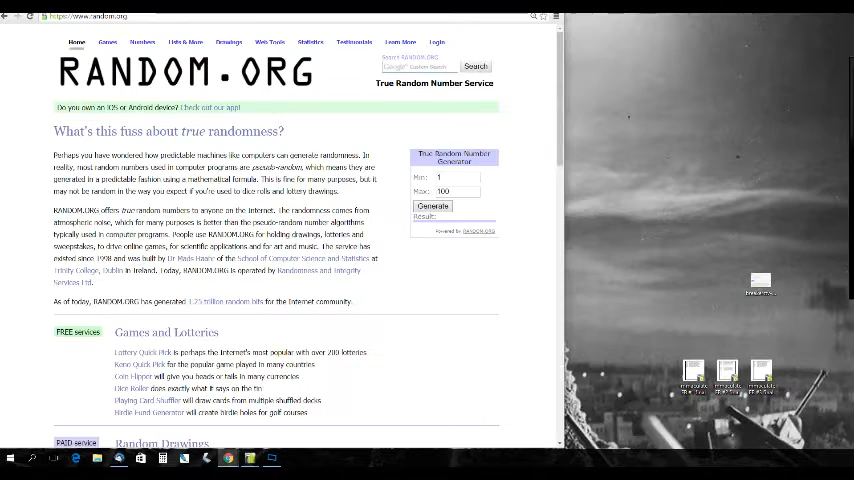 https://www.random.org
Home Games Numbers Lists & More Drawings Web Tools Statistics Testimonials Learn More Login
RANDOM.ORG
Search RANDOM.ORG
Google Custom Search Search
True Random Number Service
Do you own an iOS or Android device? Check out our app!
What's this fuss about true randomness?
Perhaps you have wondered how predictable machines like computers can generate randomness. In
reality, most random numbers used in computer programs are pseudo-random, which means they are
generated in a predictable fashion using a mathematical formula. This is fine for many purposes, but it
may not be random in the way you expect if you're used to dice rolls and lottery drawings.
RANDOM.ORG offers true random numbers to anyone on the Internet. The randomness comes from
atmospheric noise, which for many purposes is better than the pseudo-random number algorithms
typically used in computer programs. People use RANDOM.ORG for holding drawings, lotteries and
sweepstakes, to drive online games, for scientific applications and for art and music. The service has
existed since 1998 and was built by Dr Mads Haahr of the School of Computer Science and Statistics at
Trinity College, Dublin in Ireland. Today, RANDOM.ORG is operated by Randomness and Integrity
Services Ltd.
As of today, RANDOM.ORG has generated 1.25 trillion random bits for the Internet community.
True Random Number
Generator
Min: 1
Max: 100
Generate
Result:
Powered by RANDOM.ORG
FREE services
Games and Lotteries
Lottery Quick Pick is perhaps the Internet's most popular with over 200 lotteries
Keno Quick Pick for the popular game played in many countries
Coin Flipper will give you heads or tails in many currencies
Dice Roller does exactly what it says on the tin
Playing Card Shuffler will draw cards from multiple shuffled decks
Birdie Fund Generator will create birdie holes for golf courses
PAID service
Random Drawings
immaculate
immaculate
immaculate